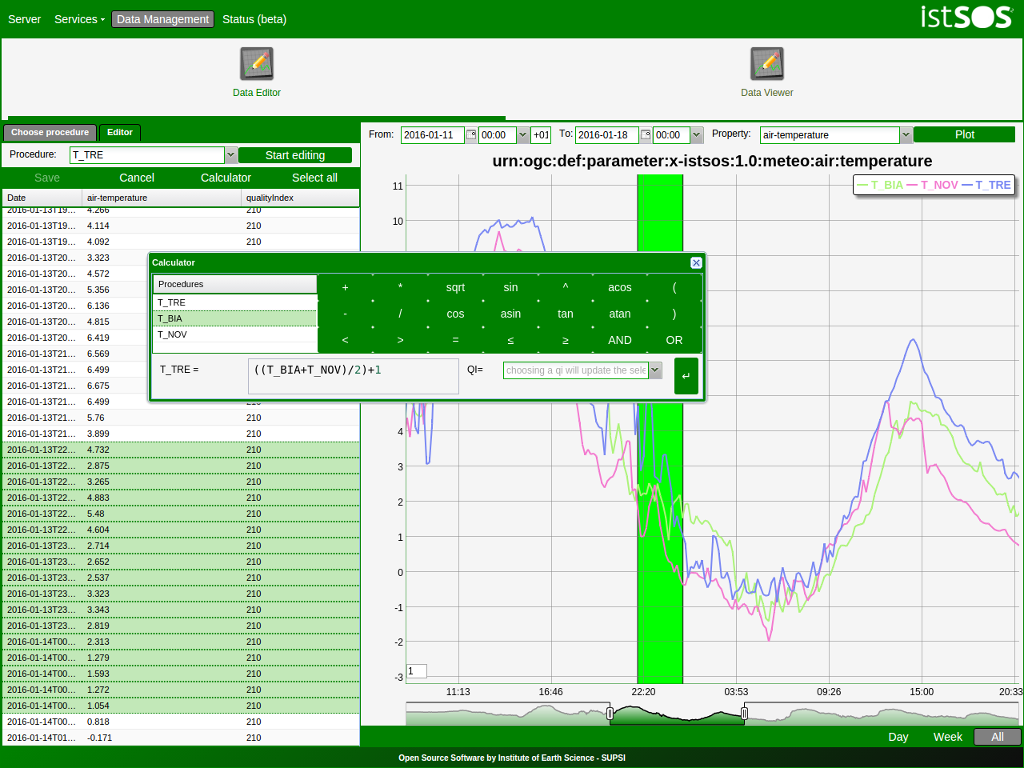 Server Services Data Management Status (beta) istSOS
Data Editor Data Viewer
Choose procedure Editor
From: 2016-01-11 00:00 +01 To: 2016-01-18 00:00 Property: air-temperature Plot
Procedure: T_TRE Start editing
Save Cancel Calculator Select all
urn:ogc:def:parameter:x-istsos:1.0:meteo:air:temperature
T_BIA T_NOV T_TRE
Date air-temperature qualityIndex
2016-01-13T19... 4.266 210
2016-01-13T19... 4.114 210
2016-01-13T19... 4.092 210
2016-01-13T20... 3.323
2016-01-13T20... 4.572
2016-01-13T20... 5.356
2016-01-13T20... 6.136
2016-01-13T20... 4.815
2016-01-13T20... 6.419
2016-01-13T21... 6.569
2016-01-13T21... 6.499
2016-01-13T21... 6.675
2016-01-13T21... 6.499 210
2016-01-13T21... 5.76 210
2016-01-13T21... 3.899 210
2016-01-13T22... 4.732 210
2016-01-13T22... 2.875 210
2016-01-13T22... 3.265 210
2016-01-13T22... 4.883 210
2016-01-13T22... 5.48 210
2016-01-13T22... 4.604 210
2016-01-13T23... 2.714 210
2016-01-13T23... 2.652 210
2016-01-13T23... 2.537 210
2016-01-13T23... 3.323 210
2016-01-13T23... 3.343 210
2016-01-13T23... 2.819 210
2016-01-14T00... 2.313 210
2016-01-14T00... 1.279 210
2016-01-14T00... 1.593 210
2016-01-14T00... 1.272 210
2016-01-14T00... 1.054 210
2016-01-14T00... 0.818 210
2016-01-14T01... -0.171 210
Calculator
Procedures
T_TRE
T_BIA
T_NOV
+ * sqrt sin ^ acos (
- / cos asin tan atan )
< > = ≤ ≥ AND OR
T_TRE = ((T_BIA+T_NOV)/2)+1 QI= choosing a qi will update the sele ↵
11
10
4
3
2
1
0
-1
-2
-3
1
11:13 16:46 22:20 03:53 09:26 15:00 20:33
Day Week All
Open Source Software by Institute of Earth Science - SUPSI